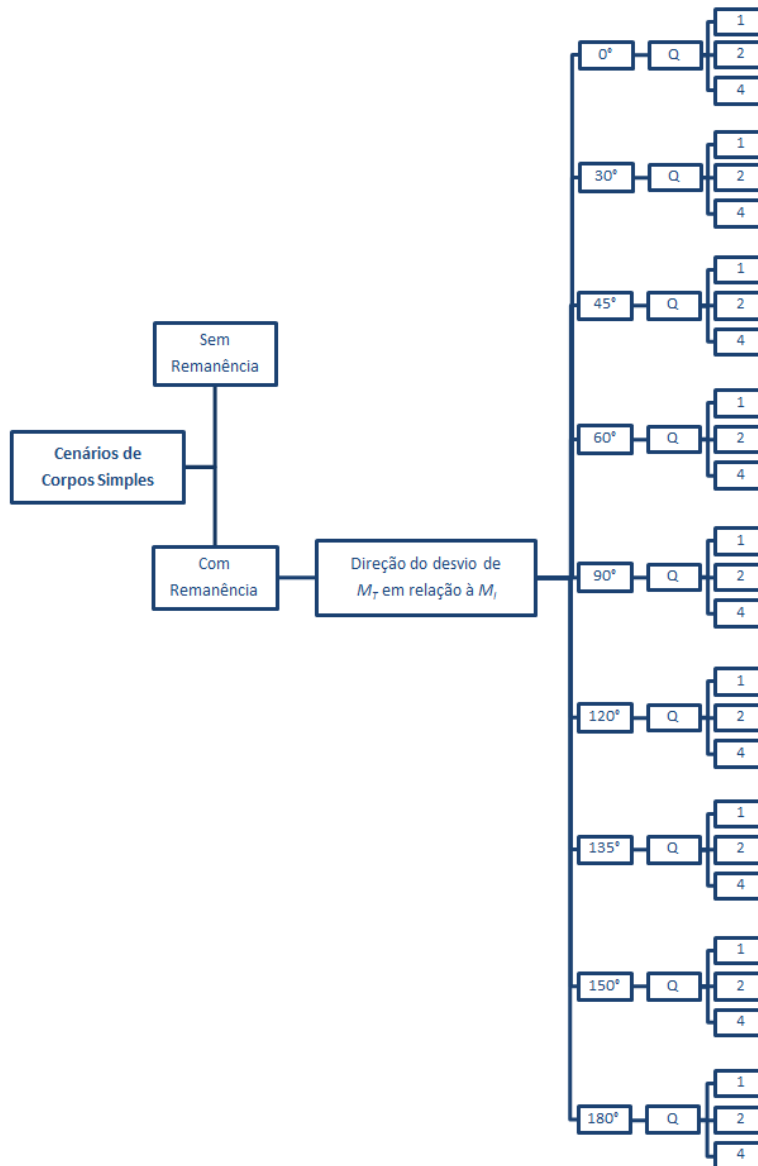 Sem
Remanência
Cenários de
Corpos Simples
Com
Remanência
Direção do desvio de
M_T em relação à M_I
0°
Q
1
2
4
30°
Q
1
2
4
45°
Q
1
2
4
60°
Q
1
2
4
90°
Q
1
2
4
120°
Q
1
2
4
135°
Q
1
2
4
150°
Q
1
2
4
180°
Q
1
2
4